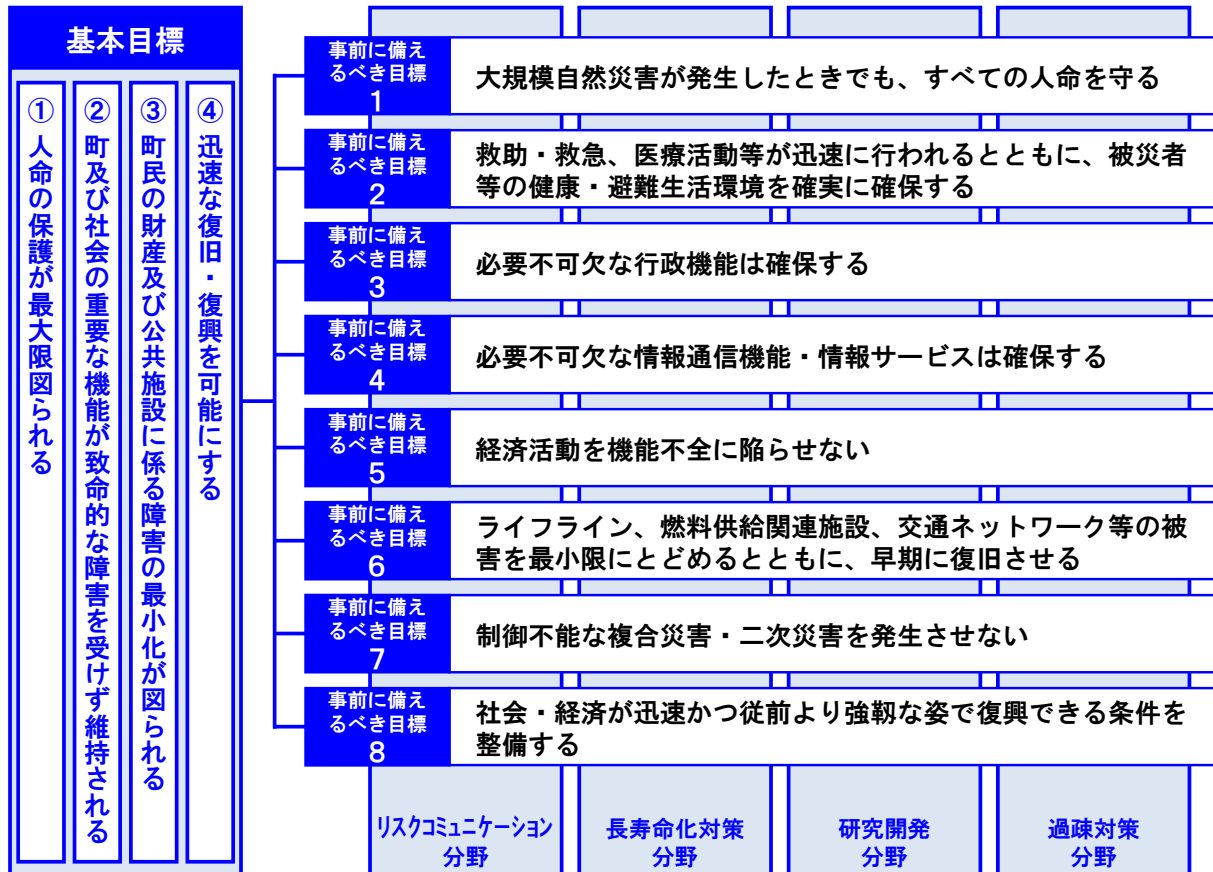 基本目標
① 人命の保護が最大限図られる
② 町及び社会の重要な機能が致命的な障害を受けず維持される
③ 町民の財産及び公共施設に係る障害の最小化が図られる
④ 迅速な復旧・復興を可能にする
事前に備え
るべき目標
1
大規模自然災害が発生したときでも、すべての人命を守る
事前に備え
るべき目標
2
救助・救急、医療活動等が迅速に行われるとともに、被災者
等の健康・避難生活環境を確実に確保する
事前に備え
るべき目標
3
必要不可欠な行政機能は確保する
事前に備え
るべき目標
4
必要不可欠な情報通信機能・情報サービスは確保する
事前に備え
るべき目標
5
経済活動を機能不全に陥らせない
事前に備え
るべき目標
6
ライフライン、燃料供給関連施設、交通ネットワーク等の被
害を最小限にとどめるとともに、早期に復旧させる
事前に備え
るべき目標
7
制御不能な複合災害・二次災害を発生させない
事前に備え
るべき目標
8
社会・経済が迅速かつ従前より強靱な姿で復興できる条件を
整備する
リスクコミュニケーション
分野
長寿命化対策
分野
研究開発
分野
過疎対策
分野